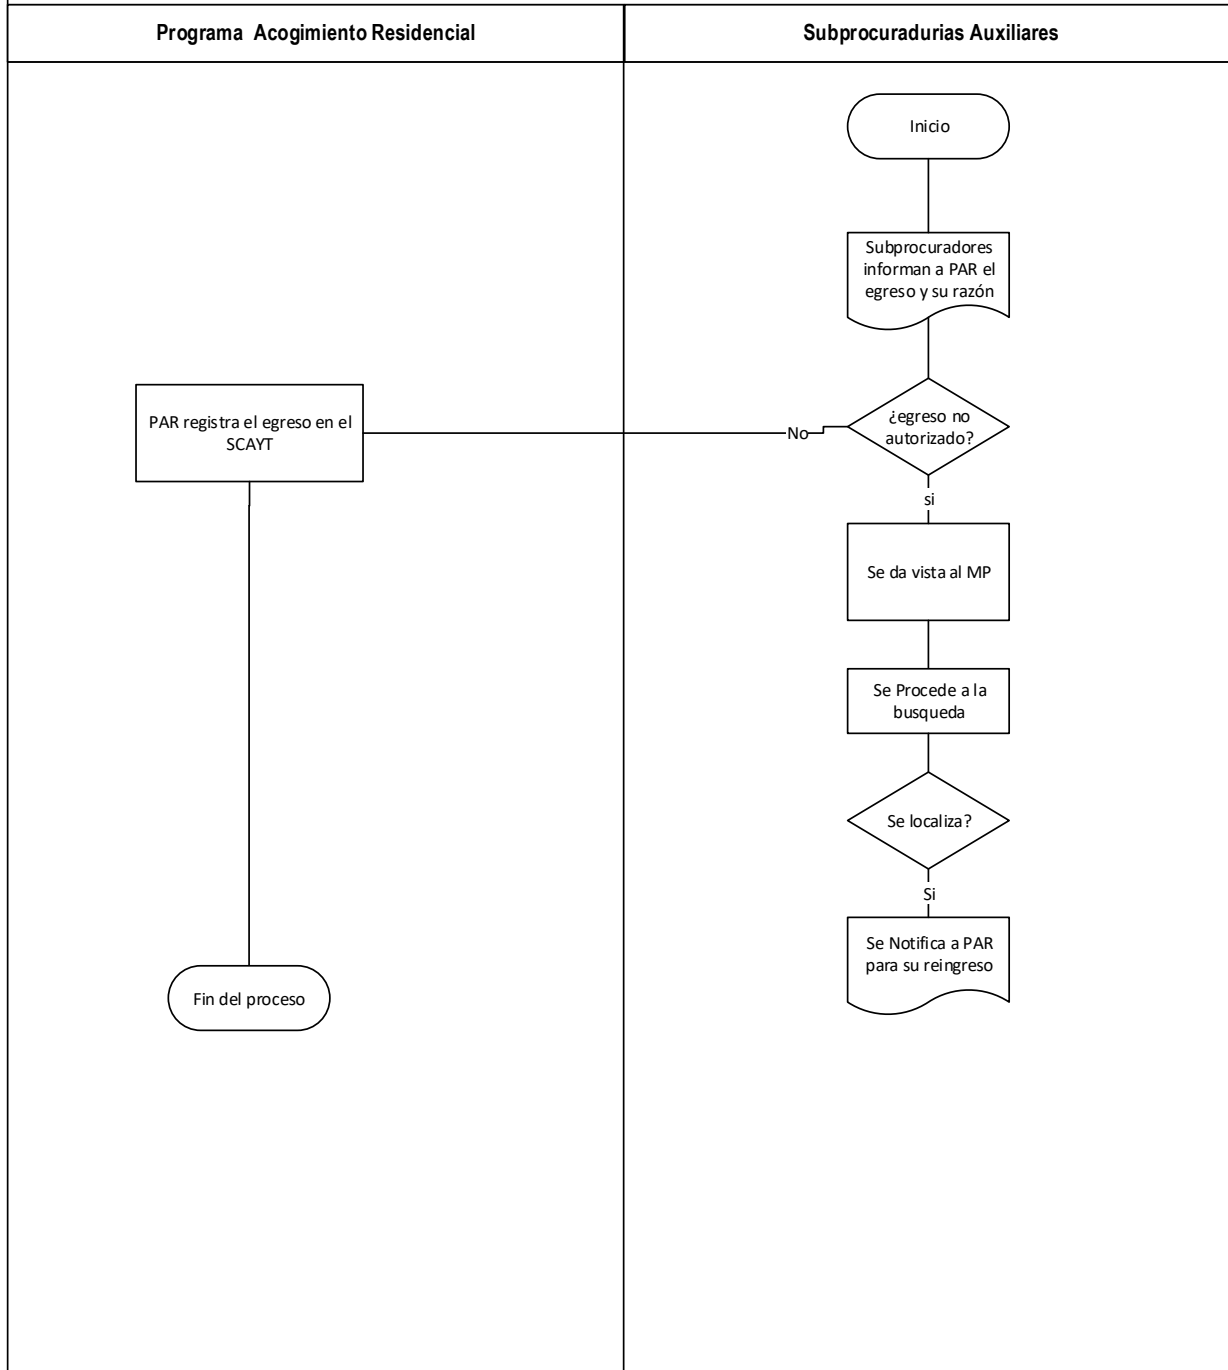 Programa Acogimiento Residencial
Subprocuradurias Auxiliares
Inicio
Subprocuradores
informan a PAR el
egreso y su razón
¿egreso no
autorizado?
No
PAR registra el egreso en el
SCAYT
si
Se da vista al MP
Se Procede a la
busqueda
Se localiza?
Si
Se Notifica a PAR
para su reingreso
Fin del proceso